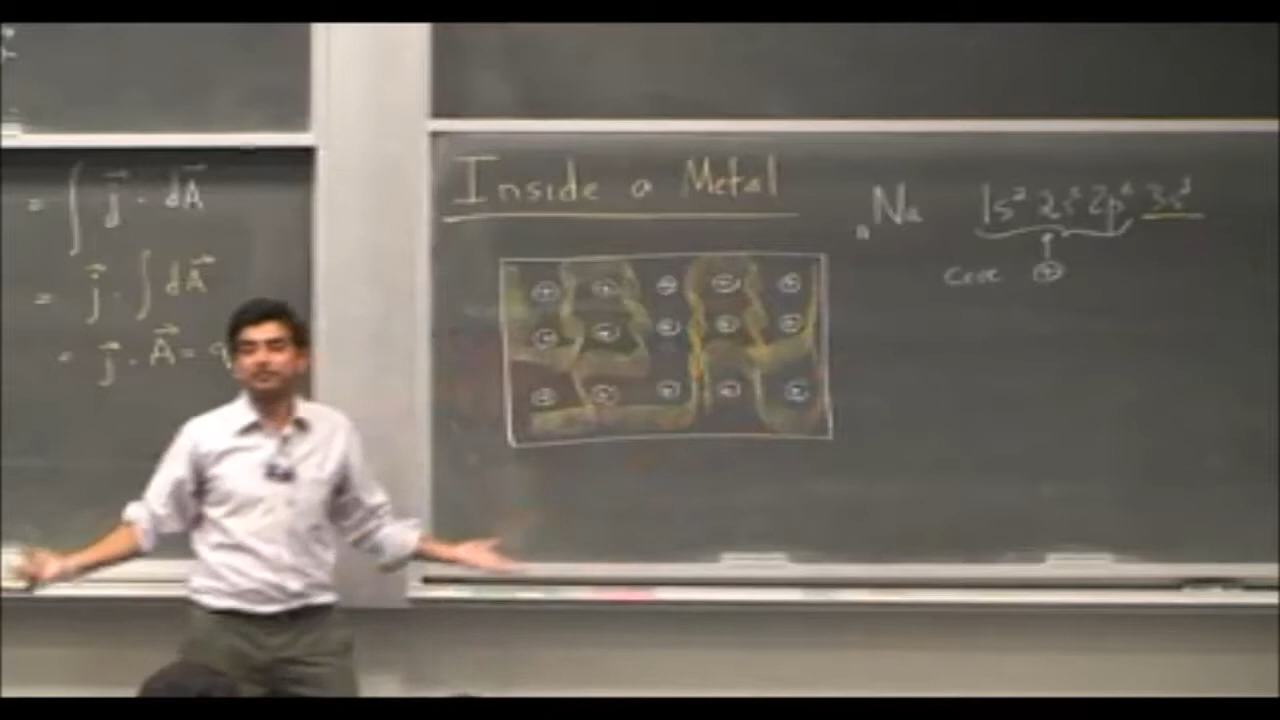 = ∫ j⃗ · dA⃗
= j⃗ · ∫ dA⃗
= j⃗ · A⃗ =
Inside a Metal
Na 1s² 2s² 2p⁶ 3s¹
core ⊕